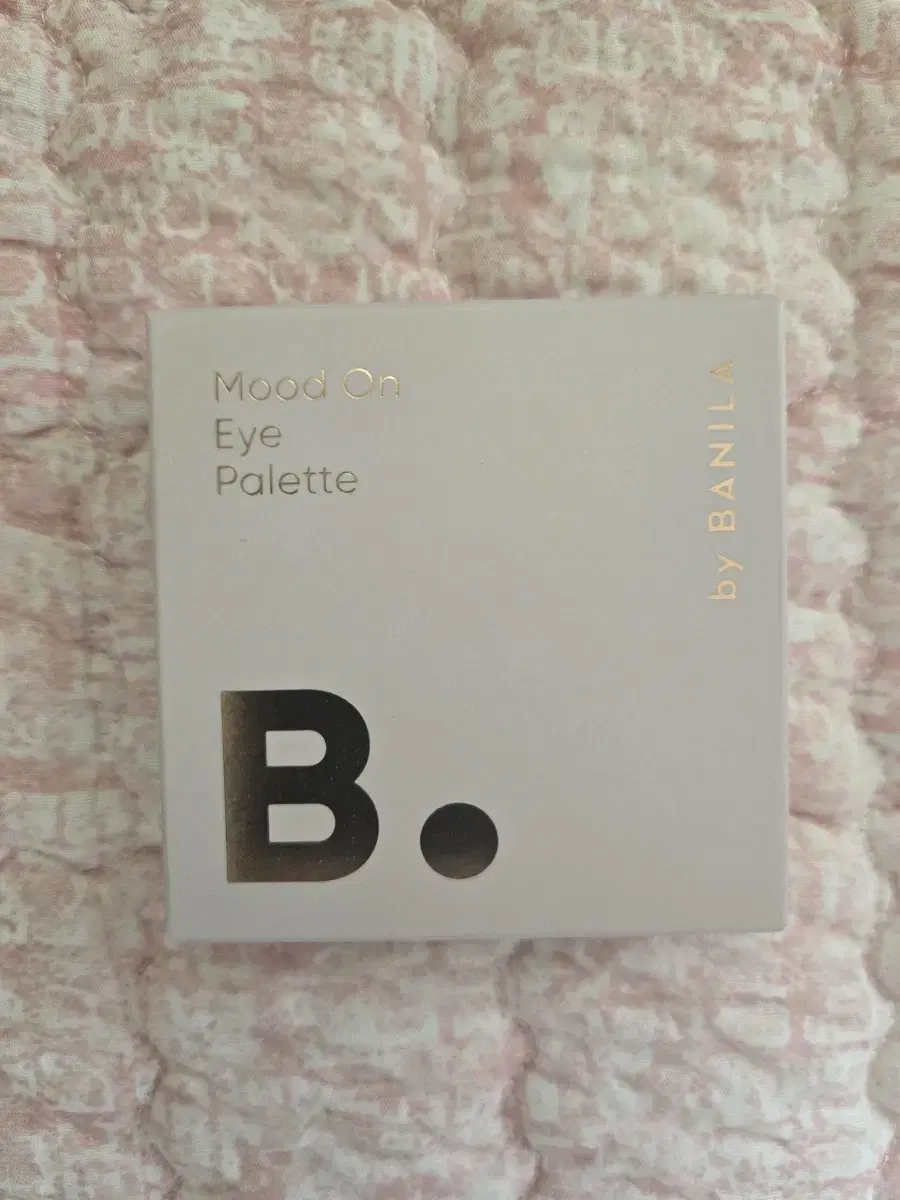 Mood On
Eye
Palette
by BANILA
B.